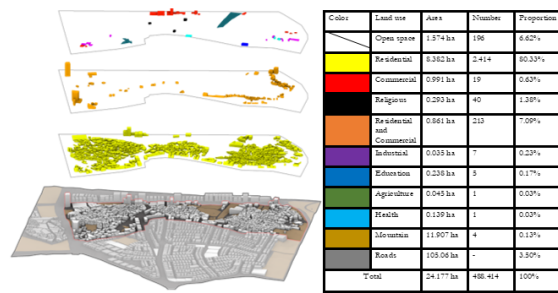 Color Land use Area Number Proportion
Open space 1.574 ha 196 6.62%
Residential 8.382 ha 2.414 80.33%
Commercial 0.991 ha 19 0.63%
Religious 0.293 ha 40 1.38%
Residential and Commercial 0.861 ha 213 7.09%
Industrial 0.035 ha 7 0.23%
Education 0.238 ha 5 0.17%
Agriculture 0.045 ha 1 0.03%
Health 0.139 ha 1 0.03%
Mountain 11.907 ha 4 0.13%
Roads 105.06 ha - 3.50%
Total 24.177 ha 488.414 100%